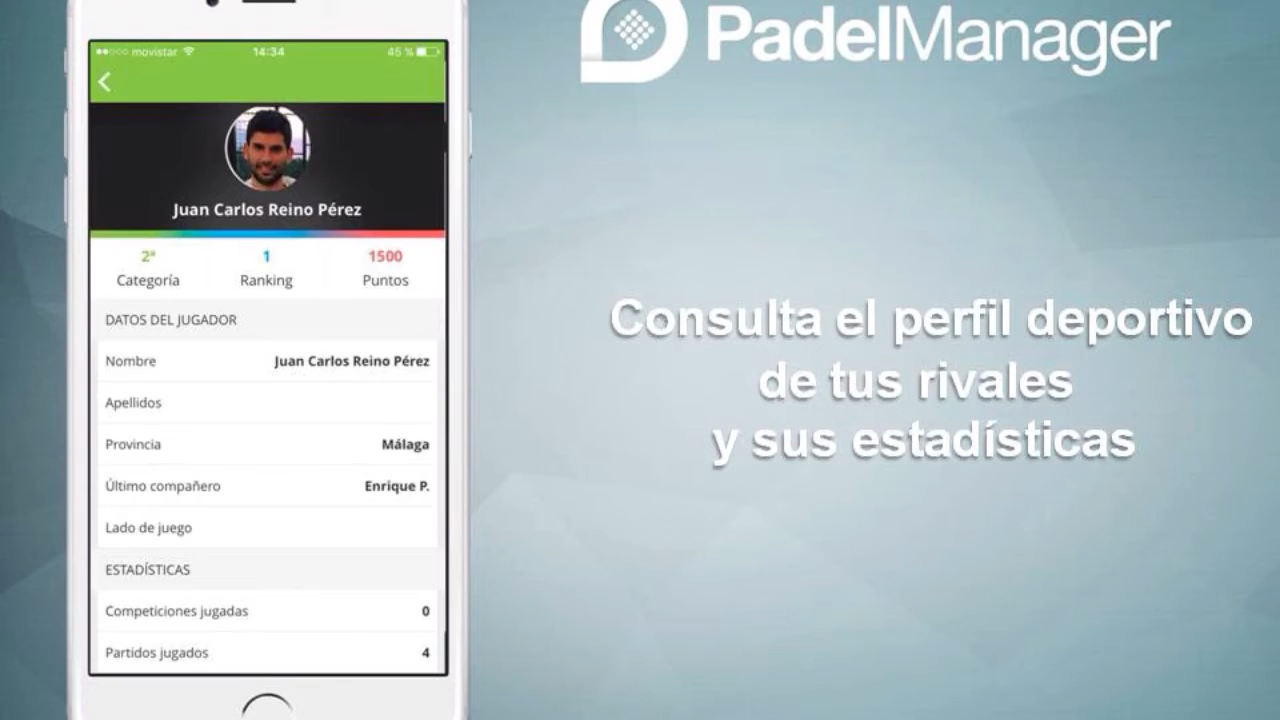 movistar 14:34 45 %
PadelManager
Juan Carlos Reino Pérez
2ª 1 1500
Categoría Ranking Puntos
DATOS DEL JUGADOR
Nombre Juan Carlos Reino Pérez
Apellidos
Provincia Málaga
Último compañero Enrique P.
Lado de juego
ESTADÍSTICAS
Competiciones jugadas 0
Partidos jugados 4
Consulta el perfil deportivo
de tus rivales
y sus estadísticas